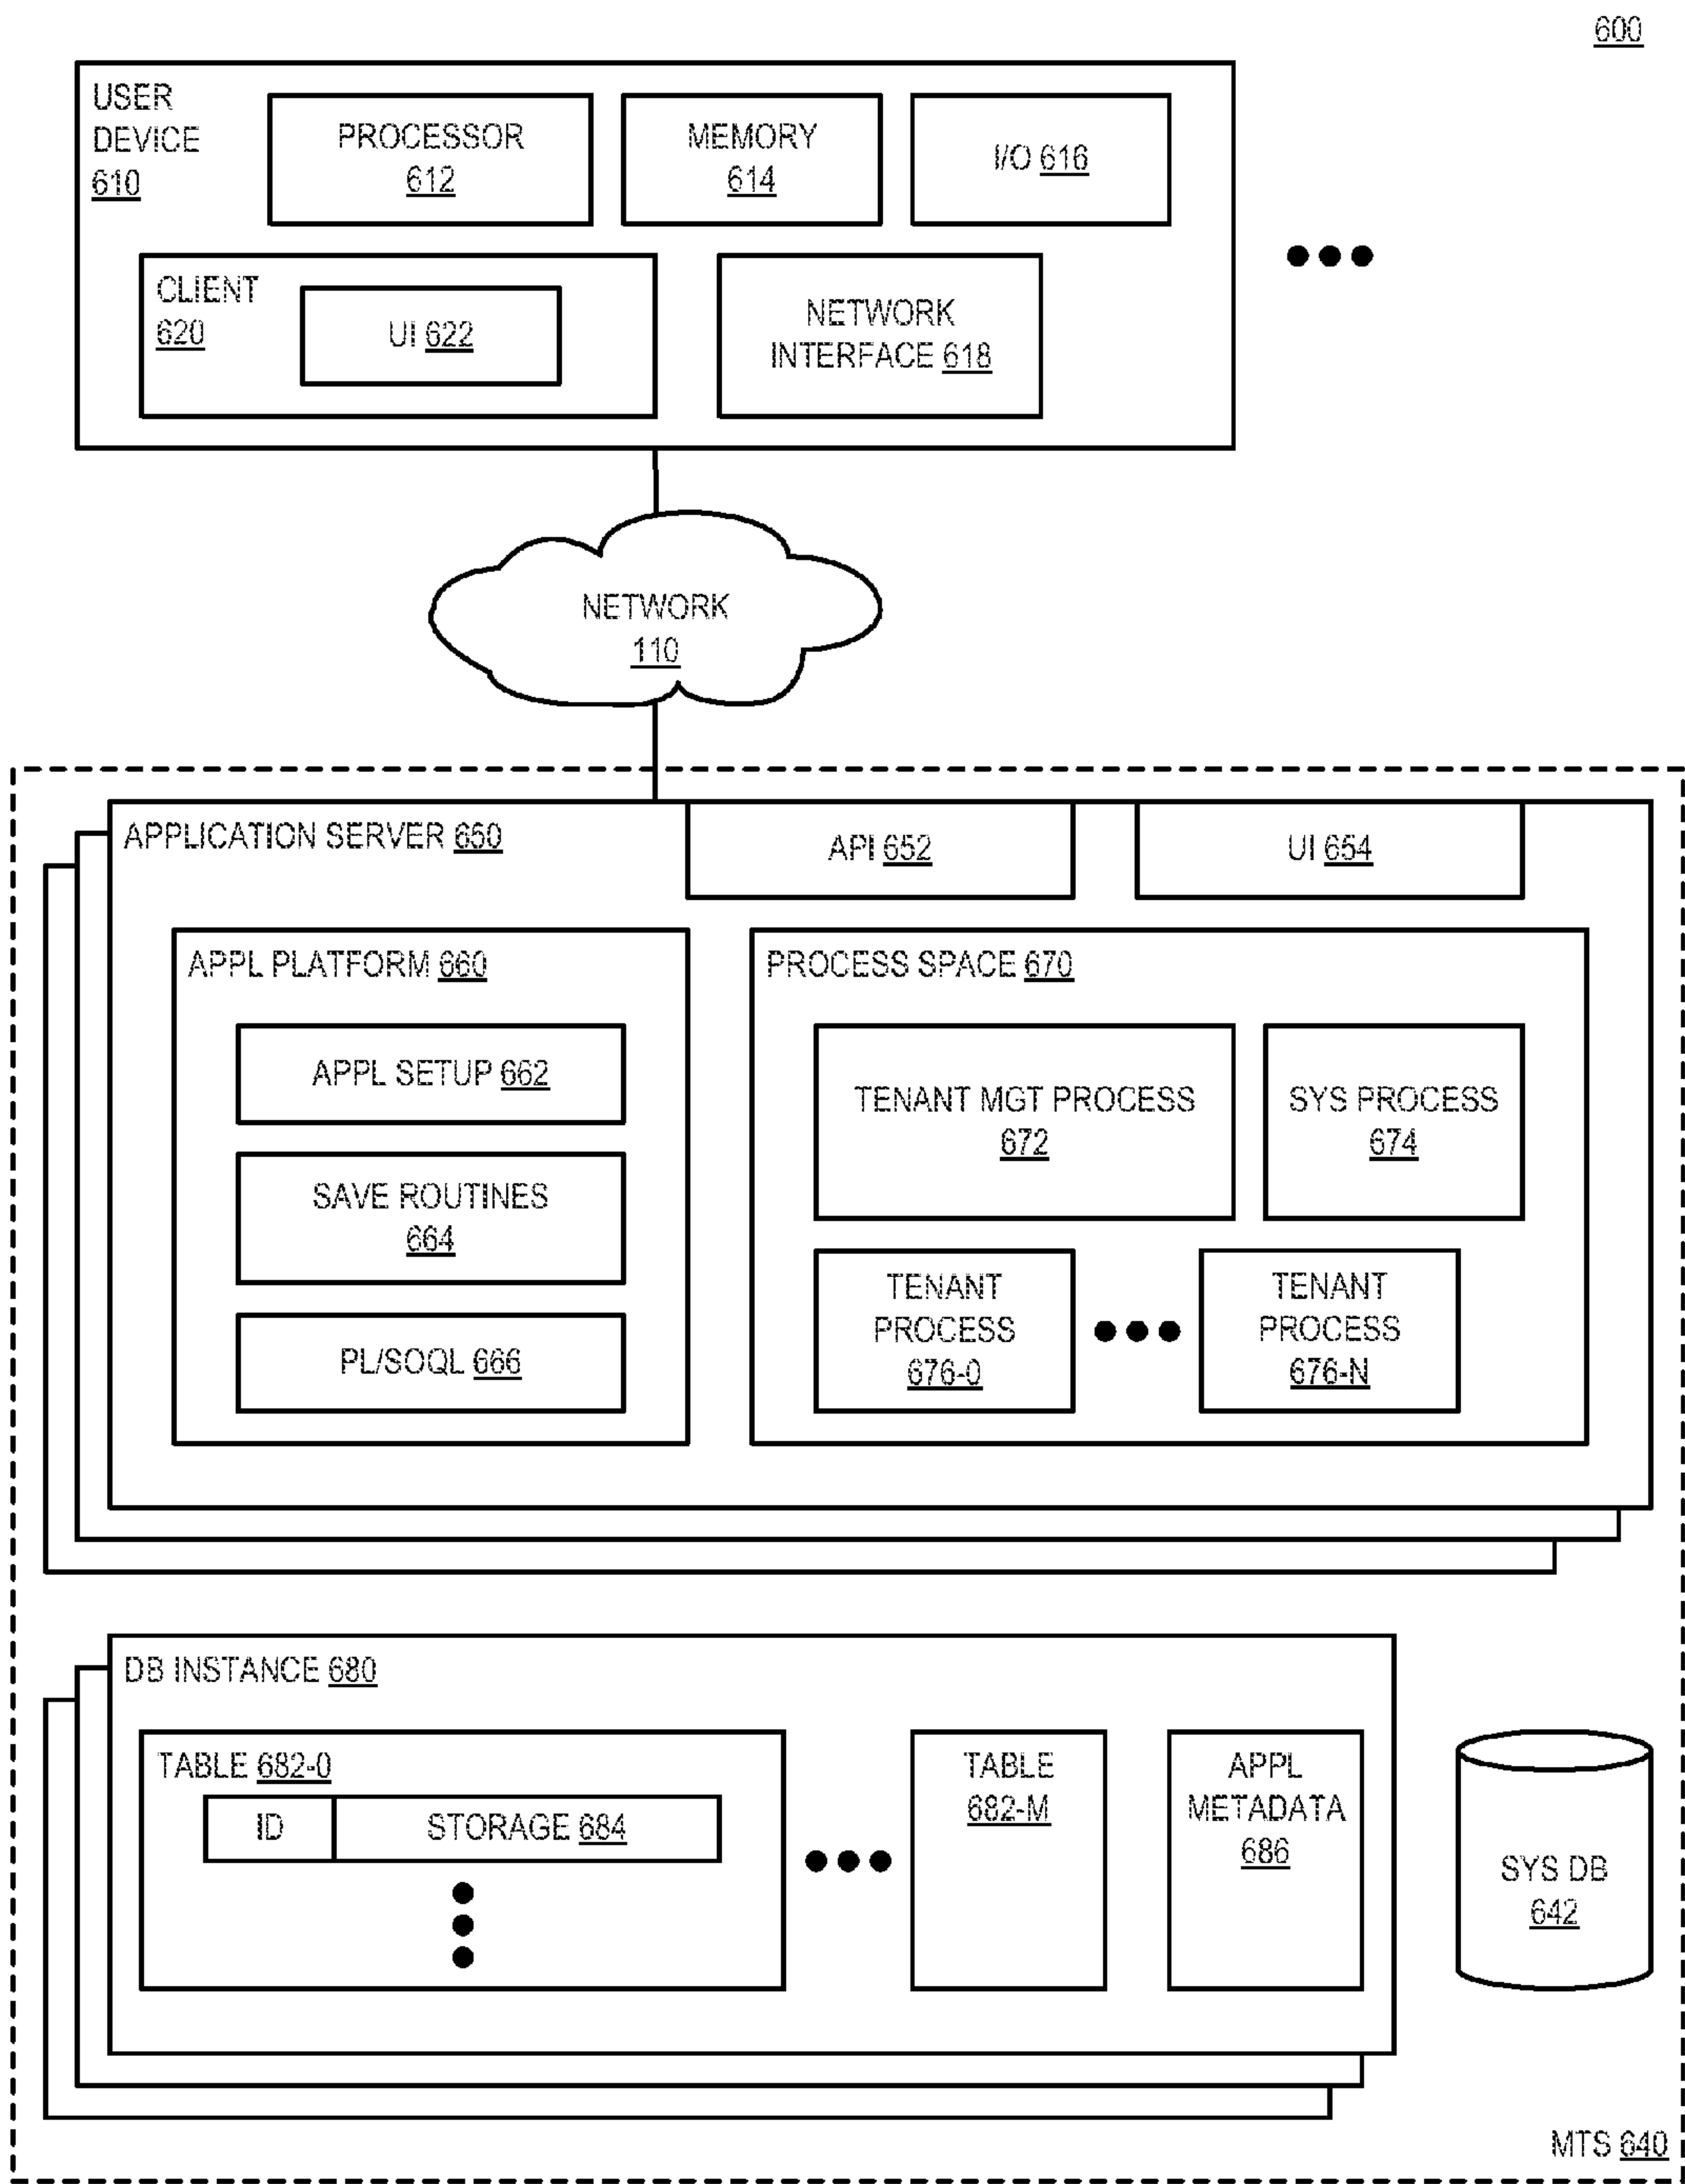 600
USER
DEVICE
610
PROCESSOR
612
MEMORY
614
I/O 616
CLIENT
620
UI 622
NETWORK
INTERFACE 618
NETWORK
110
APPLICATION SERVER 650
API 652
UI 654
APPL PLATFORM 660
APPL SETUP 662
SAVE ROUTINES
664
PL/SOQL 666
PROCESS SPACE 670
TENANT MGT PROCESS
672
SYS PROCESS
674
TENANT
PROCESS
676-0
TENANT
PROCESS
676-N
DB INSTANCE 680
TABLE 682-0
ID
STORAGE 684
TABLE
682-M
APPL
METADATA
686
SYS DB
642
MTS 640